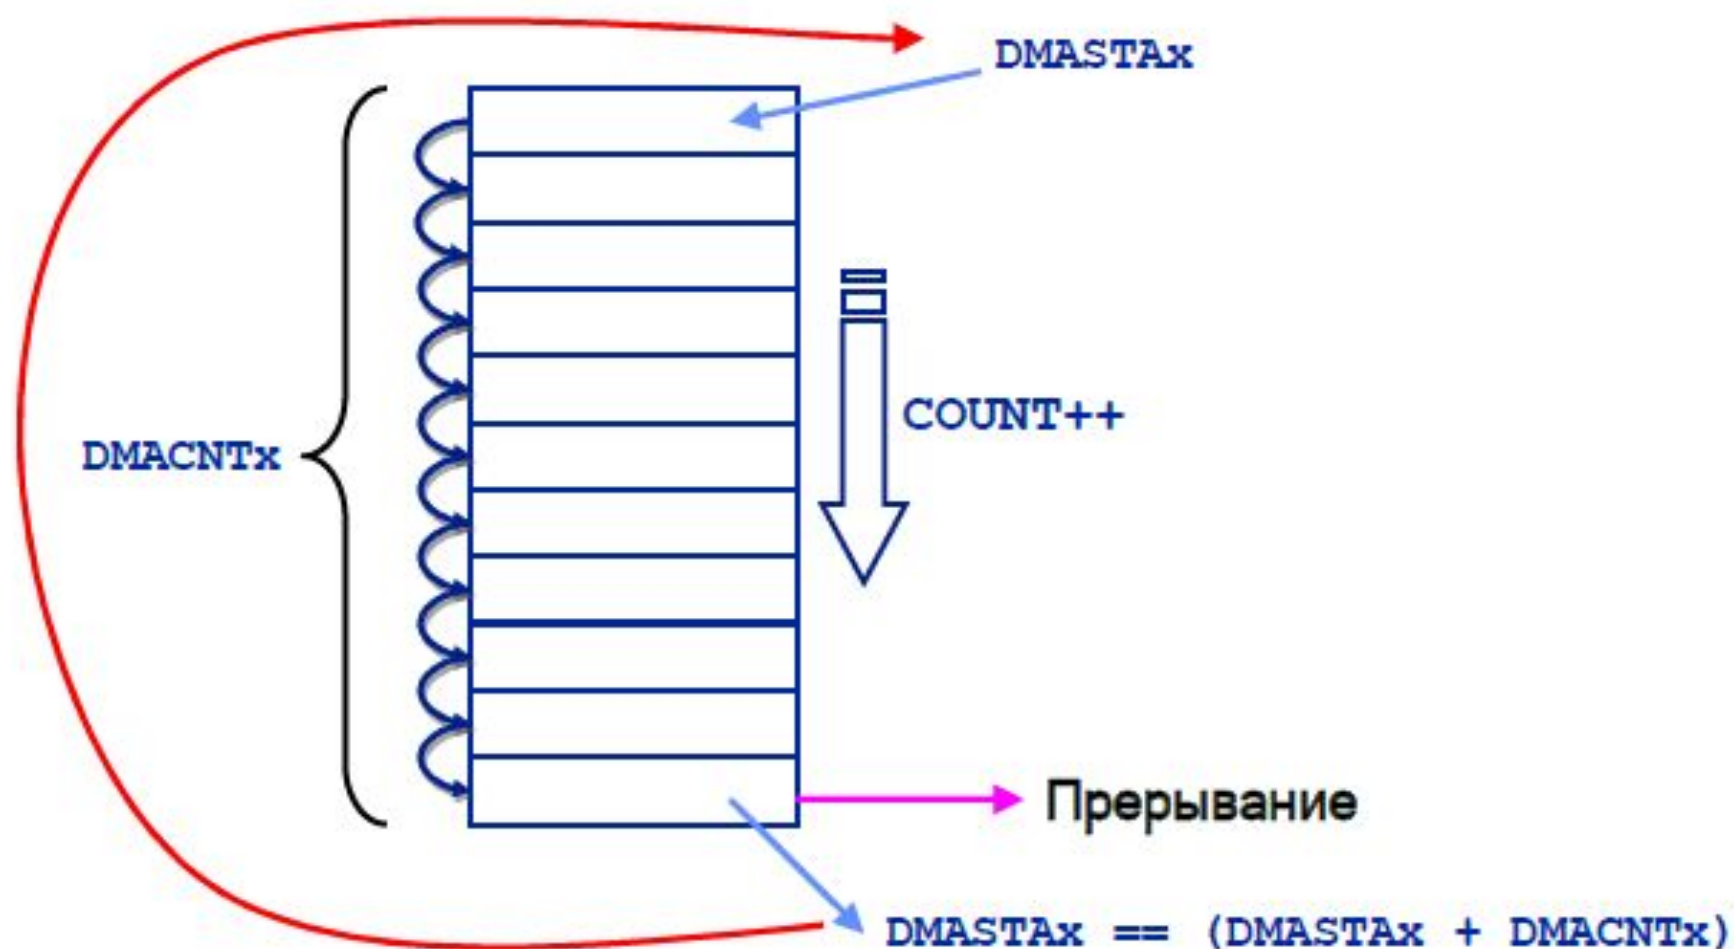 DMASTAx
COUNT++
DMACNTx
Прерывание
DMASTAx == (DMASTAx + DMACNTx)